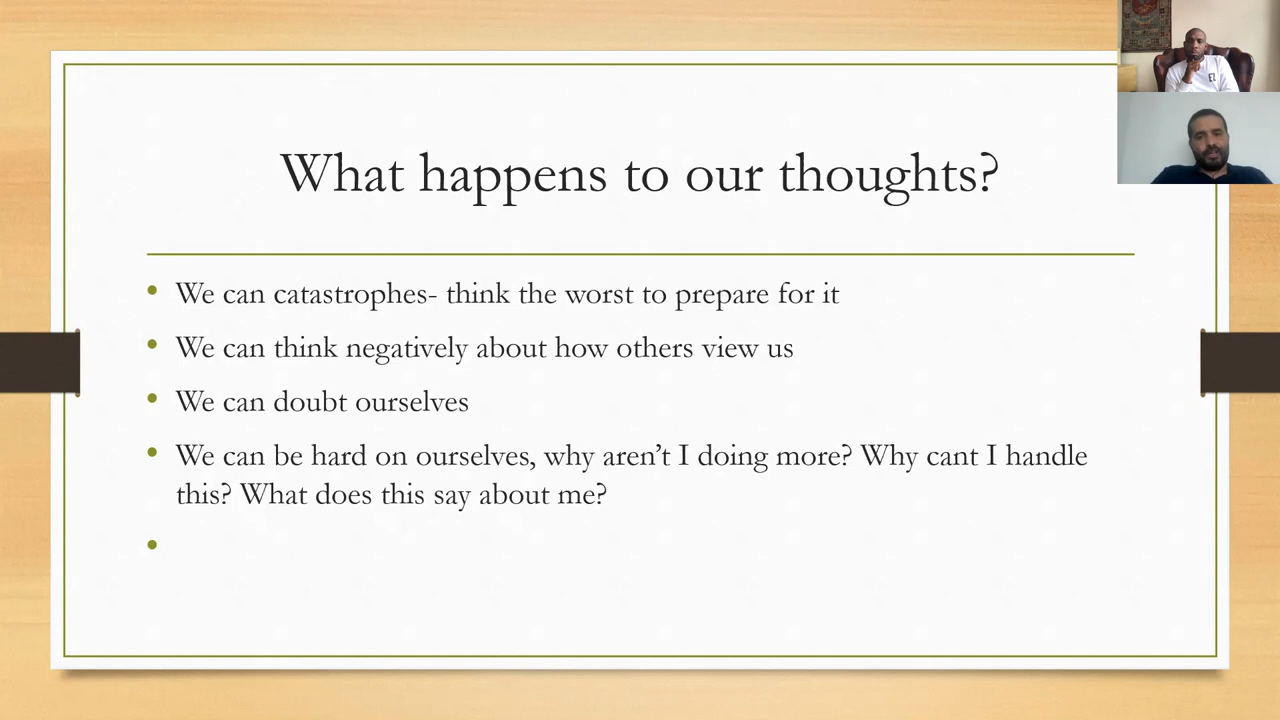 What happens to our thoughts?
• We can catastrophes- think the worst to prepare for it
• We can think negatively about how others view us
• We can doubt ourselves
• We can be hard on ourselves, why aren’t I doing more? Why cant I handle
this? What does this say about me?
•